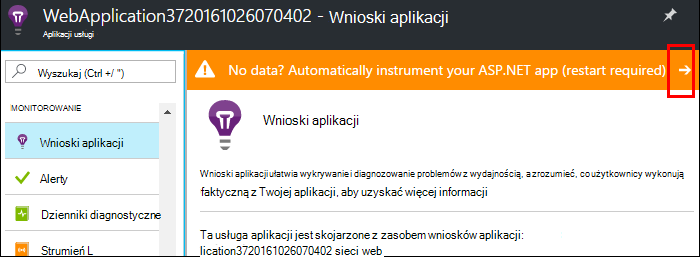 WebApplication3720161026070402 - Wnioski aplikacji
Aplikacji usługi
Wyszukaj (Ctrl +/ ")
No data? Automatically instrument your ASP.NET app (restart required)
MONITOROWANIE
Wnioski aplikacji
Alerty
Dzienniki diagnostyczne
Strumień L
Wnioski aplikacji
Wnioski aplikacji ułatwia wykrywanie i diagnozowanie problemów z wydajnością, a zrozumieć, co użytkownicy wykonują
faktyczną z Twojej aplikacji, aby uzyskać więcej informacji
Ta usługa aplikacji jest skojarzone z zasobem wniosków aplikacji:
lication3720161026070402 sieci web